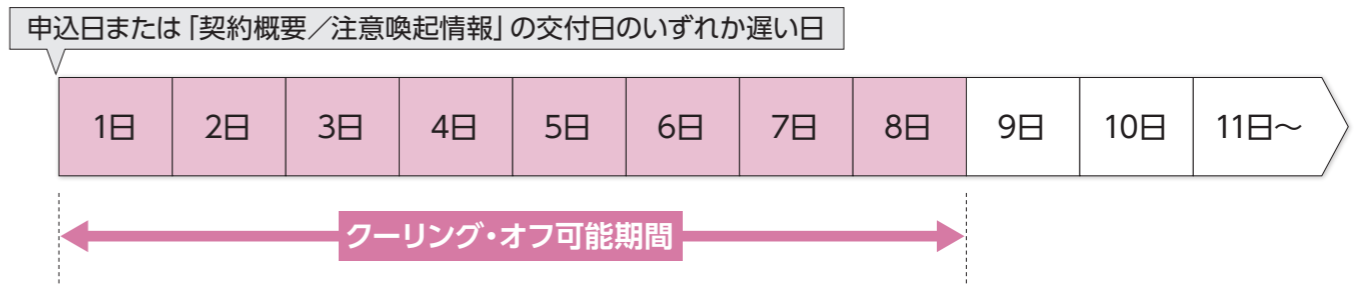 申込日または「契約概要／注意喚起情報」の交付日のいずれか遅い日
1日 2日 3日 4日 5日 6日 7日 8日 9日 10日 11日～
クーリング・オフ可能期間